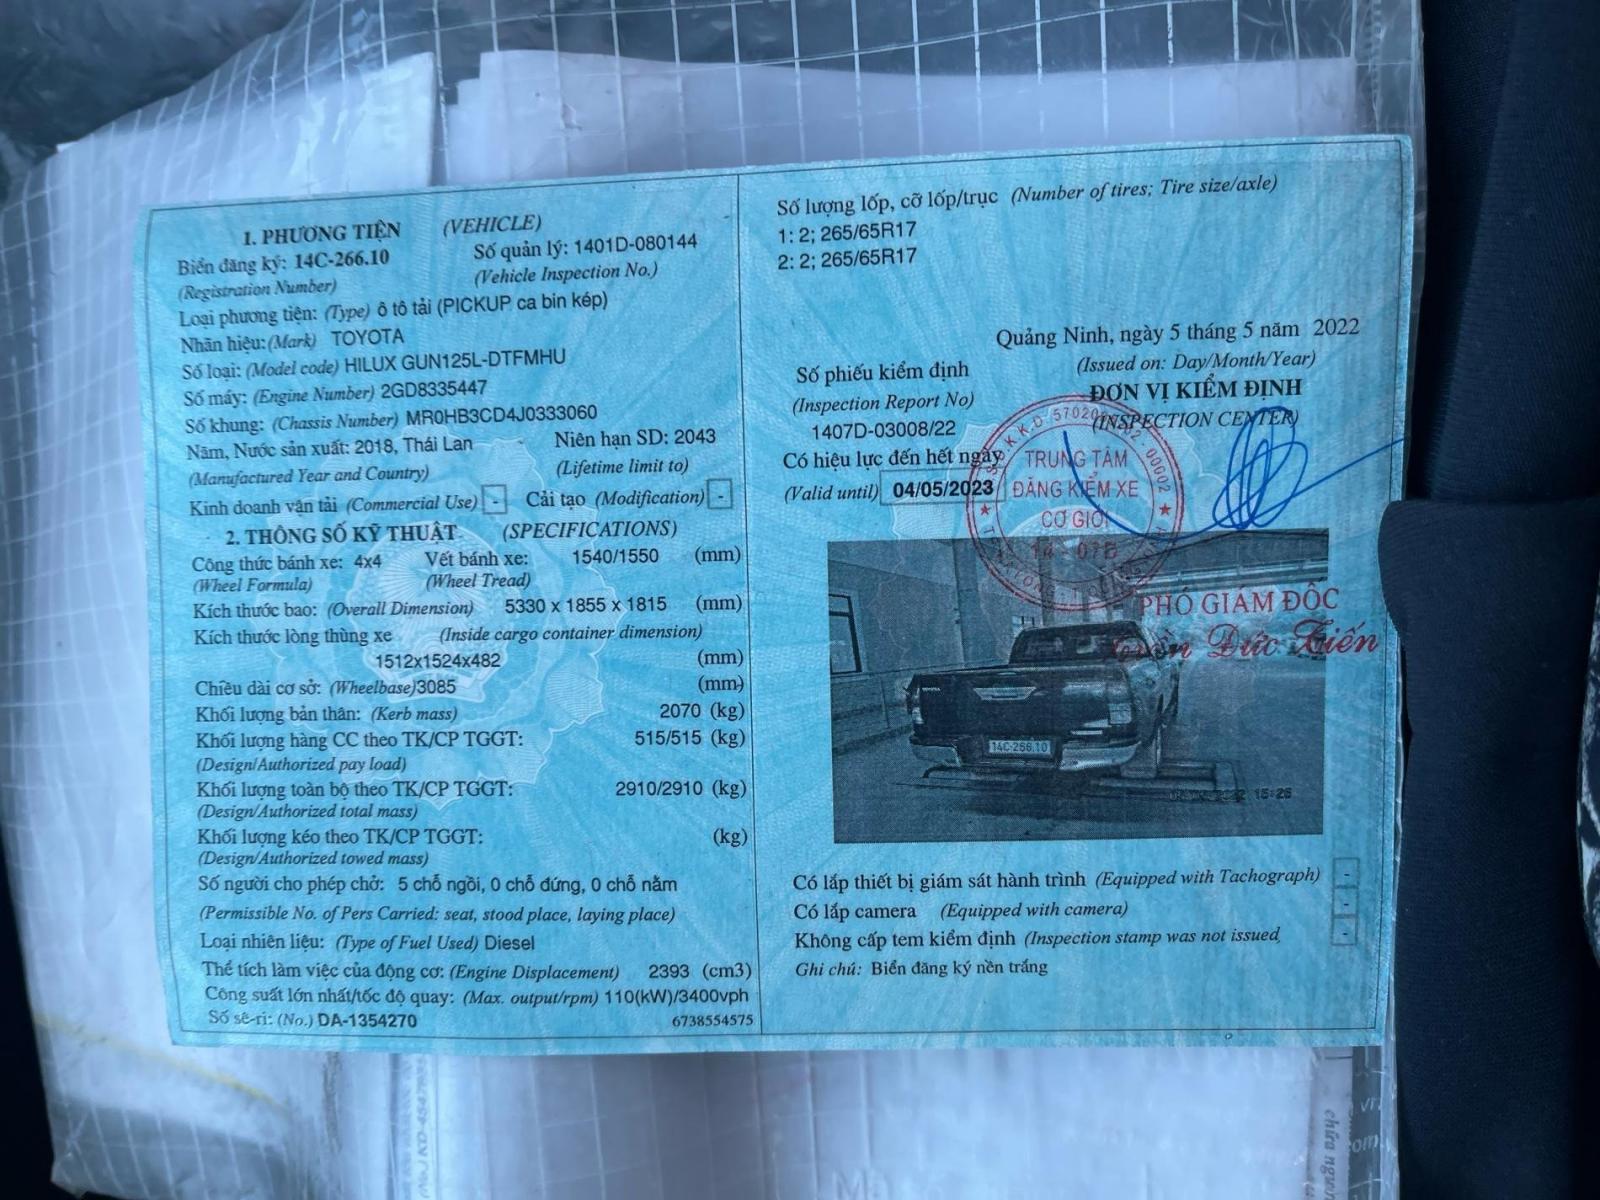 1. PHƯƠNG TIỆN (VEHICLE)
Biển đăng ký: 14C-266.10 Số quản lý: 1401D-080144
(Registration Number) (Vehicle Inspection No.)
Loại phương tiện: (Type) ô tô tải (PICKUP ca bin kép)
Nhãn hiệu: (Mark) TOYOTA
Số loại: (Model code) HILUX GUN125L-DTFMHU
Số máy: (Engine Number) 2GD8335447
Số khung: (Chassis Number) MR0HB3CD4J0333060
Năm, Nước sản xuất: 2018, Thái Lan Niên hạn SD: 2043
(Manufactured Year and Country) (Lifetime limit to)
Kinh doanh vận tải (Commercial Use) - Cải tạo (Modification) -
2. THÔNG SỐ KỸ THUẬT (SPECIFICATIONS)
Công thức bánh xe: 4x4 Vết bánh xe: 1540/1550 (mm)
(Wheel Formula) (Wheel Tread)
Kích thước bao: (Overall Dimension) 5330 x 1855 x 1815 (mm)
Kích thước lòng thùng xe (Inside cargo container dimension)
1512x1524x482 (mm)
Chiều dài cơ sở: (Wheelbase) 3085 (mm)
Khối lượng bản thân: (Kerb mass) 2070 (kg)
Khối lượng hàng CC theo TK/CP TGGT: 515/515 (kg)
(Design/Authorized pay load)
Khối lượng toàn bộ theo TK/CP TGGT: 2910/2910 (kg)
(Design/Authorized total mass)
Khối lượng kéo theo TK/CP TGGT: (kg)
(Design/Authorized towed mass)
Số người cho phép chở: 5 chỗ ngồi, 0 chỗ đứng, 0 chỗ nằm
(Permissible No. of Pers Carried: seat, stood place, laying place)
Loại nhiên liệu: (Type of Fuel Used) Diesel
Thể tích làm việc của động cơ: (Engine Displacement) 2393 (cm3)
Công suất lớn nhất/tốc độ quay: (Max. output/rpm) 110(kW)/3400vph
Số sê-ri: (No.) DA-1354270 6738554575
Số lượng lốp, cỡ lốp/trục (Number of tires; Tire size/axle)
1: 2; 265/65R17
2: 2; 265/65R17
Quảng Ninh, ngày 5 tháng 5 năm 2022
(Issued on: Day/Month/Year)
Số phiếu kiểm định ĐƠN VỊ KIỂM ĐỊNH
(Inspection Report No) (INSPECTION CENTER)
1407D-03008/22
Có hiệu lực đến hết ngày
(Valid until) 04/05/2023
TRUNG TÂM
ĐĂNG KIỂM XE
CƠ GIỚI
PHÓ GIÁM ĐỐC
Đức Tiến
14C-266.10
15:26
Có lắp thiết bị giám sát hành trình (Equipped with Tachograph) -
Có lắp camera (Equipped with camera) -
Không cấp tem kiểm định (Inspection stamp was not issued) -
Ghi chú: Biển đăng ký nền trắng